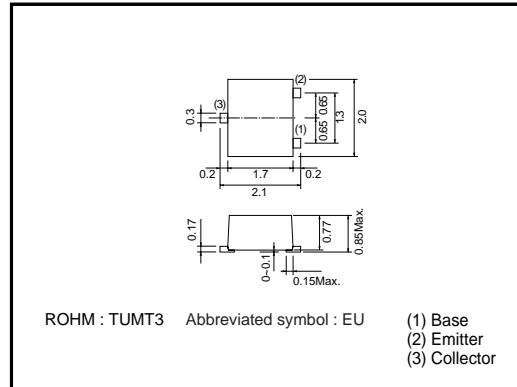 (2)
(3)
(1)
0.3
0.65
0.65
1.3
2.0
0.2
1.7
0.2
2.1
0.17
0.77
0.85Max.
0~0.1
0.15Max.
ROHM : TUMT3 Abbreviated symbol : EU
(1) Base
(2) Emitter
(3) Collector